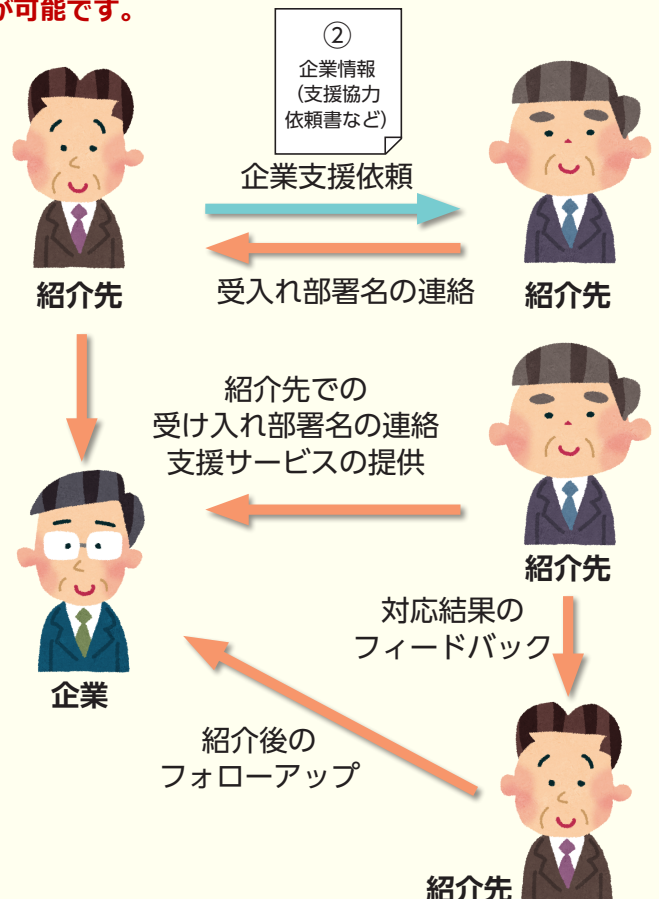 が可能です。
②
企業情報
（支援協力
依頼書など）
企業支援依頼
紹介先
受入れ部署名の連絡
紹介先
紹介先での
受け入れ部署名の連絡
支援サービスの提供
紹介先
対応結果の
フィードバック
企業
紹介後の
フォローアップ
紹介先